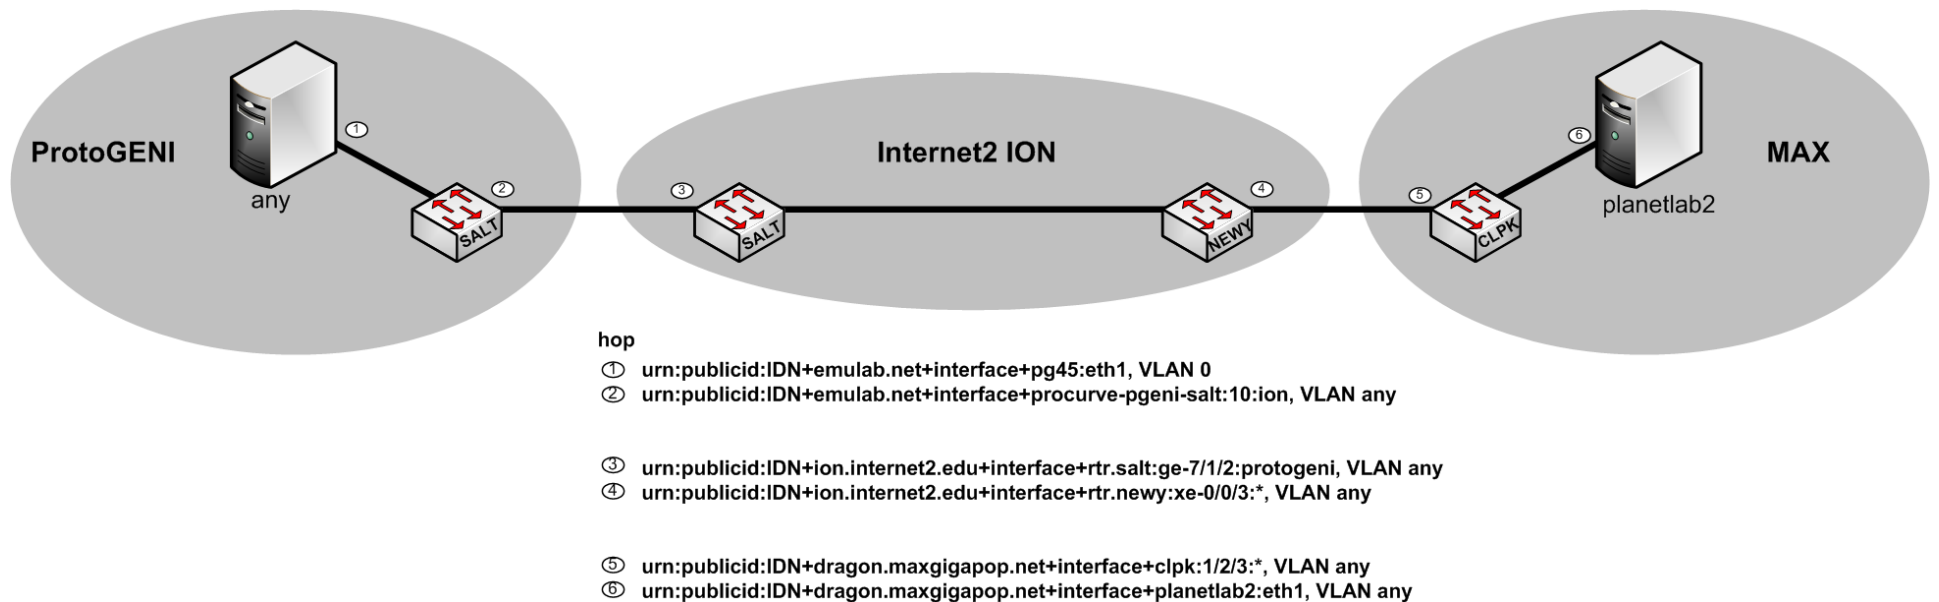 ProtoGENI
any
1
2
SALT
Internet2 ION
3
SALT
4
NEWY
MAX
5
CLPK
6
planetlab2
hop
1 urn:publicid:IDN+emulab.net+interface+pg45:eth1, VLAN 0
2 urn:publicid:IDN+emulab.net+interface+procurve-pgeni-salt:10:ion, VLAN any
3 urn:publicid:IDN+ion.internet2.edu+interface+rtr.salt:ge-7/1/2:protogeni, VLAN any
4 urn:publicid:IDN+ion.internet2.edu+interface+rtr.newy:xe-0/0/3:*, VLAN any
5 urn:publicid:IDN+dragon.maxgigapop.net+interface+clpk:1/2/3:*, VLAN any
6 urn:publicid:IDN+dragon.maxgigapop.net+interface+planetlab2:eth1, VLAN any